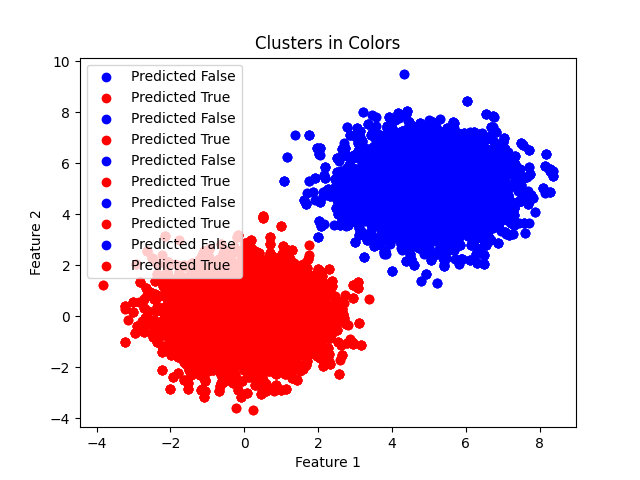 Clusters in Colors
10
8
6
4
2
0
−2
−4
Feature 2
Predicted False
Predicted True
Predicted False
Predicted True
Predicted False
Predicted True
Predicted False
Predicted True
Predicted False
Predicted True
−4 −2 0 2 4 6 8
Feature 1